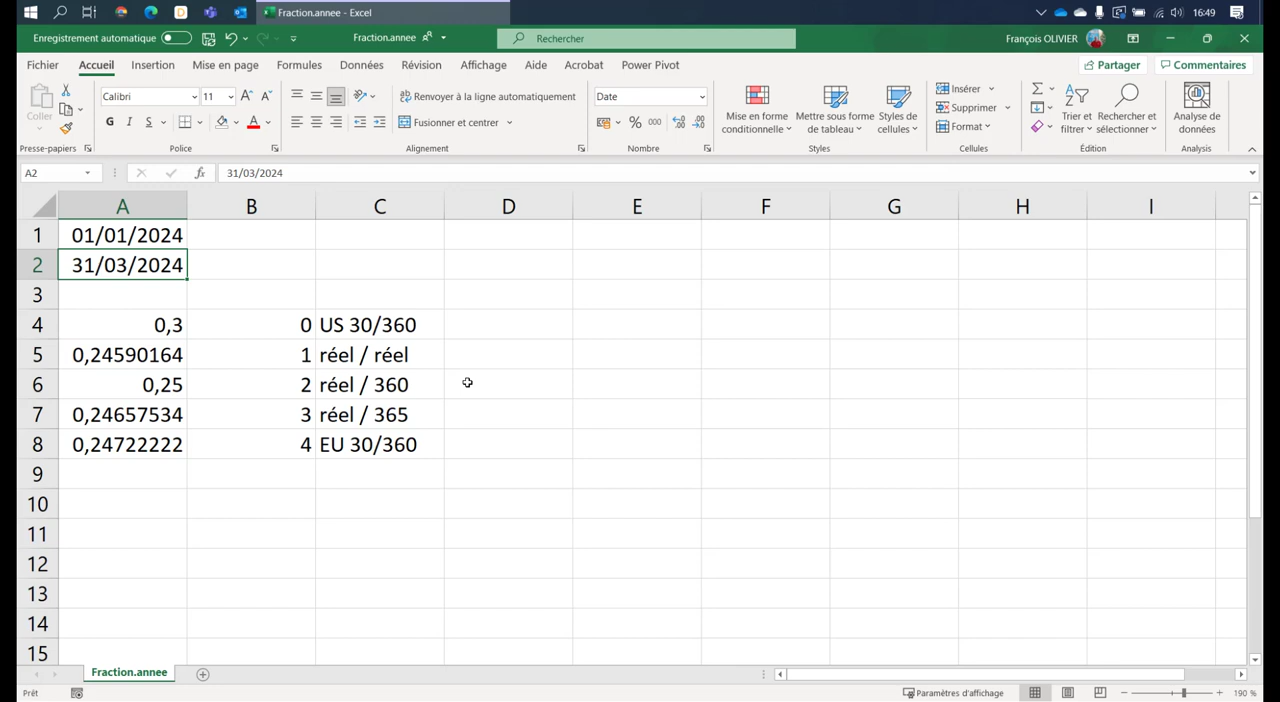 Fraction.annee - Excel
16:49
Enregistrement automatique
Fraction.annee
Rechercher
François OLIVIER
Fichier Accueil Insertion Mise en page Formules Données Révision Affichage Aide Acrobat Power Pivot Partager Commentaires
Coller
Calibri 11
Renvoyer à la ligne automatiquement
Date
Mise en forme conditionnelle
Mettre sous forme de tableau
Styles de cellules
Insérer
Supprimer
Format
Trier et filtrer
Rechercher et sélectionner
Analyse de données
G I S
Fusionner et centrer
% 000
Presse-papiers Police Alignement Nombre Styles Cellules Édition Analysis
A2 fx 31/03/2024
A B C D E F G H I
1 01/01/2024
2 31/03/2024
3
4 0,3 0 US 30/360
5 0,24590164 1 réel / réel
6 0,25 2 réel / 360
7 0,24657534 3 réel / 365
8 0,24722222 4 EU 30/360
9
10
11
12
13
14
15
Fraction.annee
Prêt Paramètres d'affichage 190 %